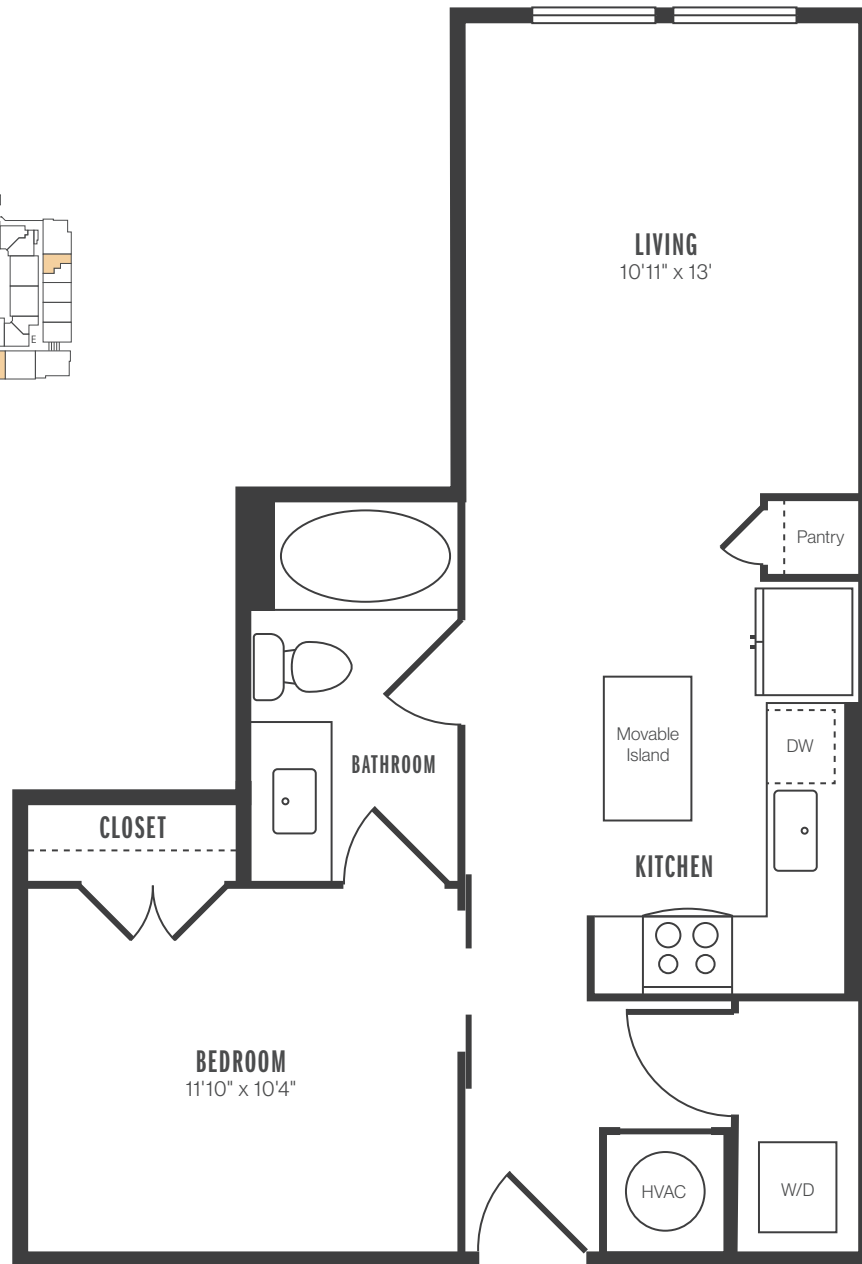 LIVING
10'11" x 13'
E
Pantry
Movable
Island
DW
BATHROOM
CLOSET
KITCHEN
BEDROOM
11'10" x 10'4"
HVAC
W/D